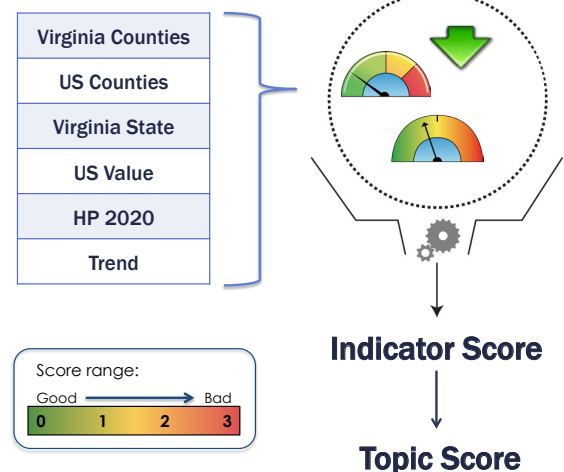 Virginia Counties
US Counties
Virginia State
US Value
HP 2020
Trend
Indicator Score
Topic Score
Score range:
Good Bad
0 1 2 3